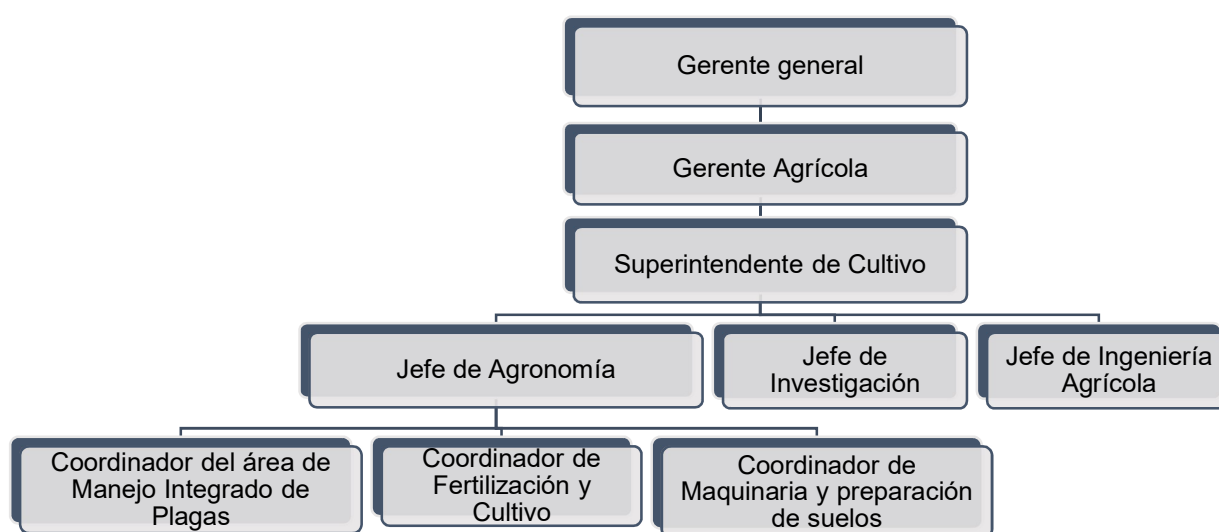 Gerente general
Gerente Agrícola
Superintendente de Cultivo
Jefe de Agronomía
Jefe de
Investigación
Jefe de Ingeniería
Agrícola
Coordinador del área de
Manejo Integrado de
Plagas
Coordinador de
Fertilización y
Cultivo
Coordinador de
Maquinaria y preparación
de suelos